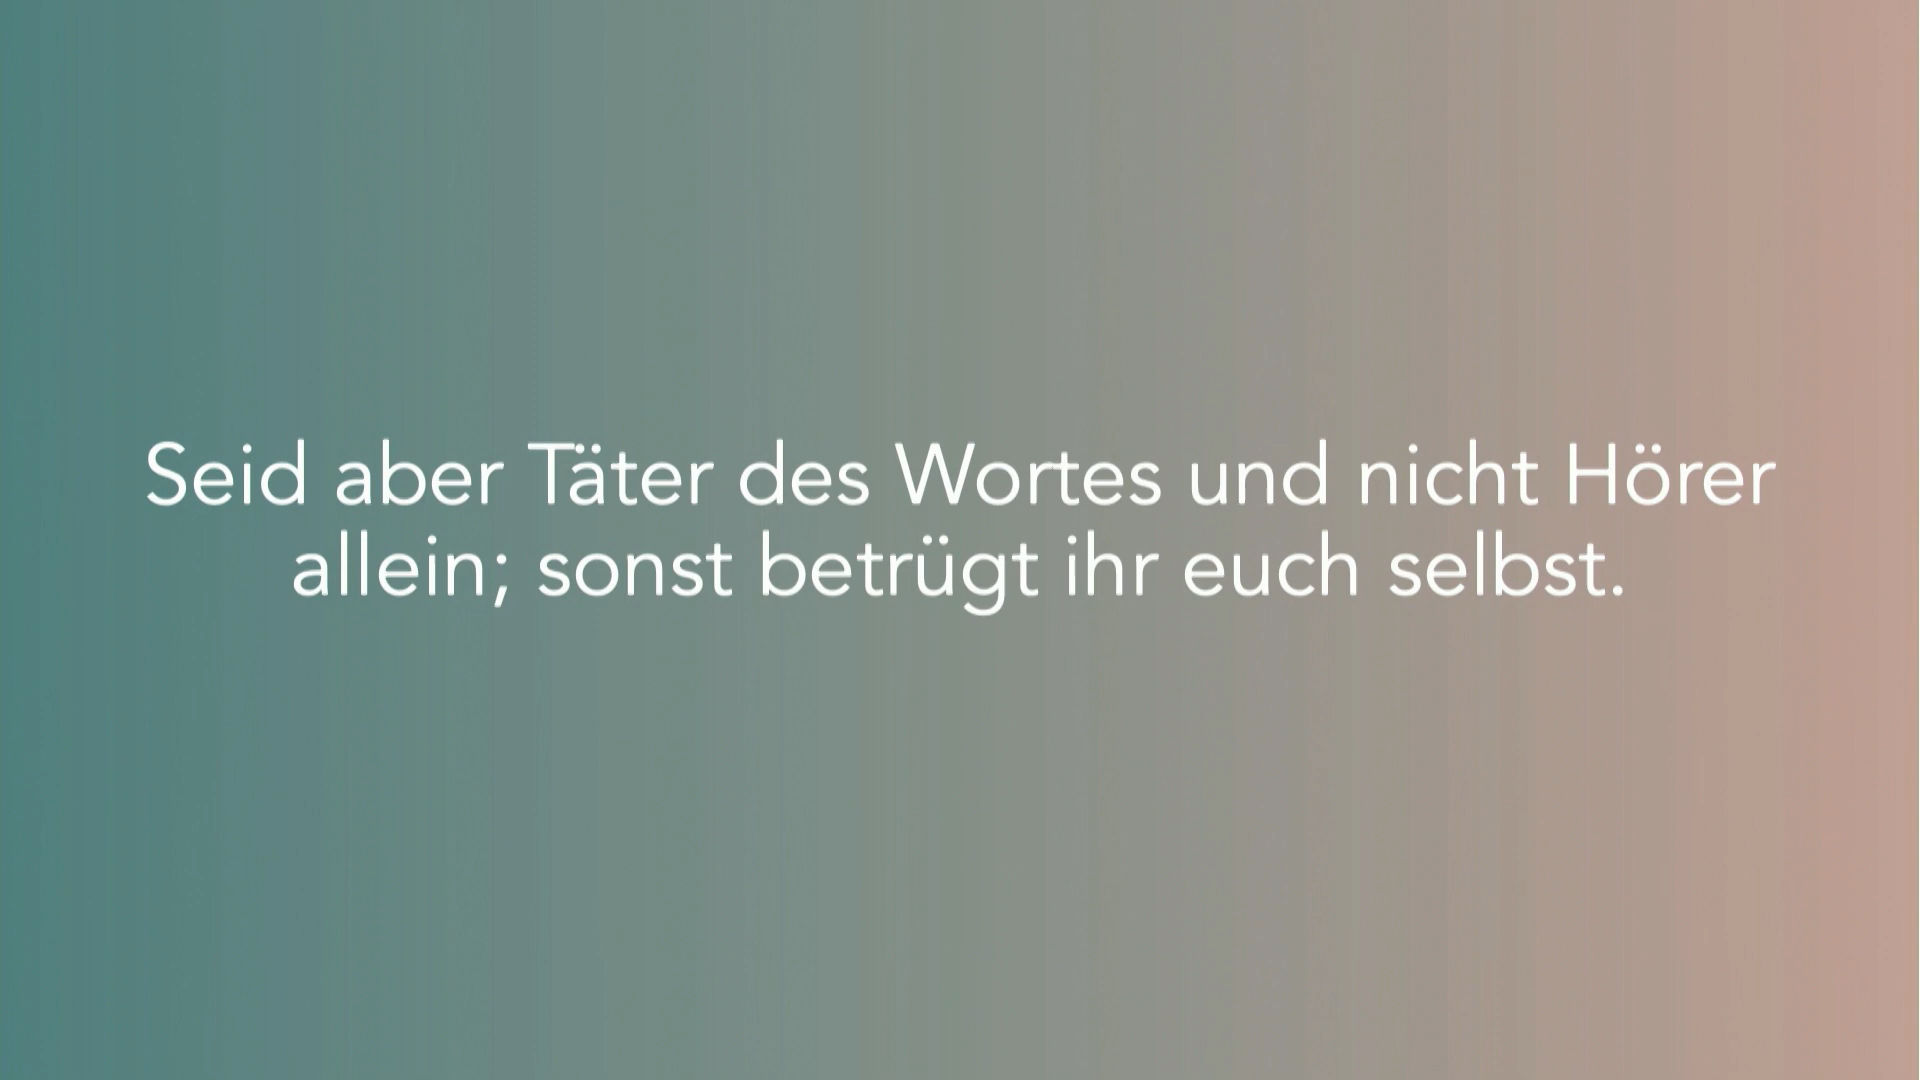 Seid aber Täter des Wortes und nicht Hörer
allein; sonst betrügt ihr euch selbst.